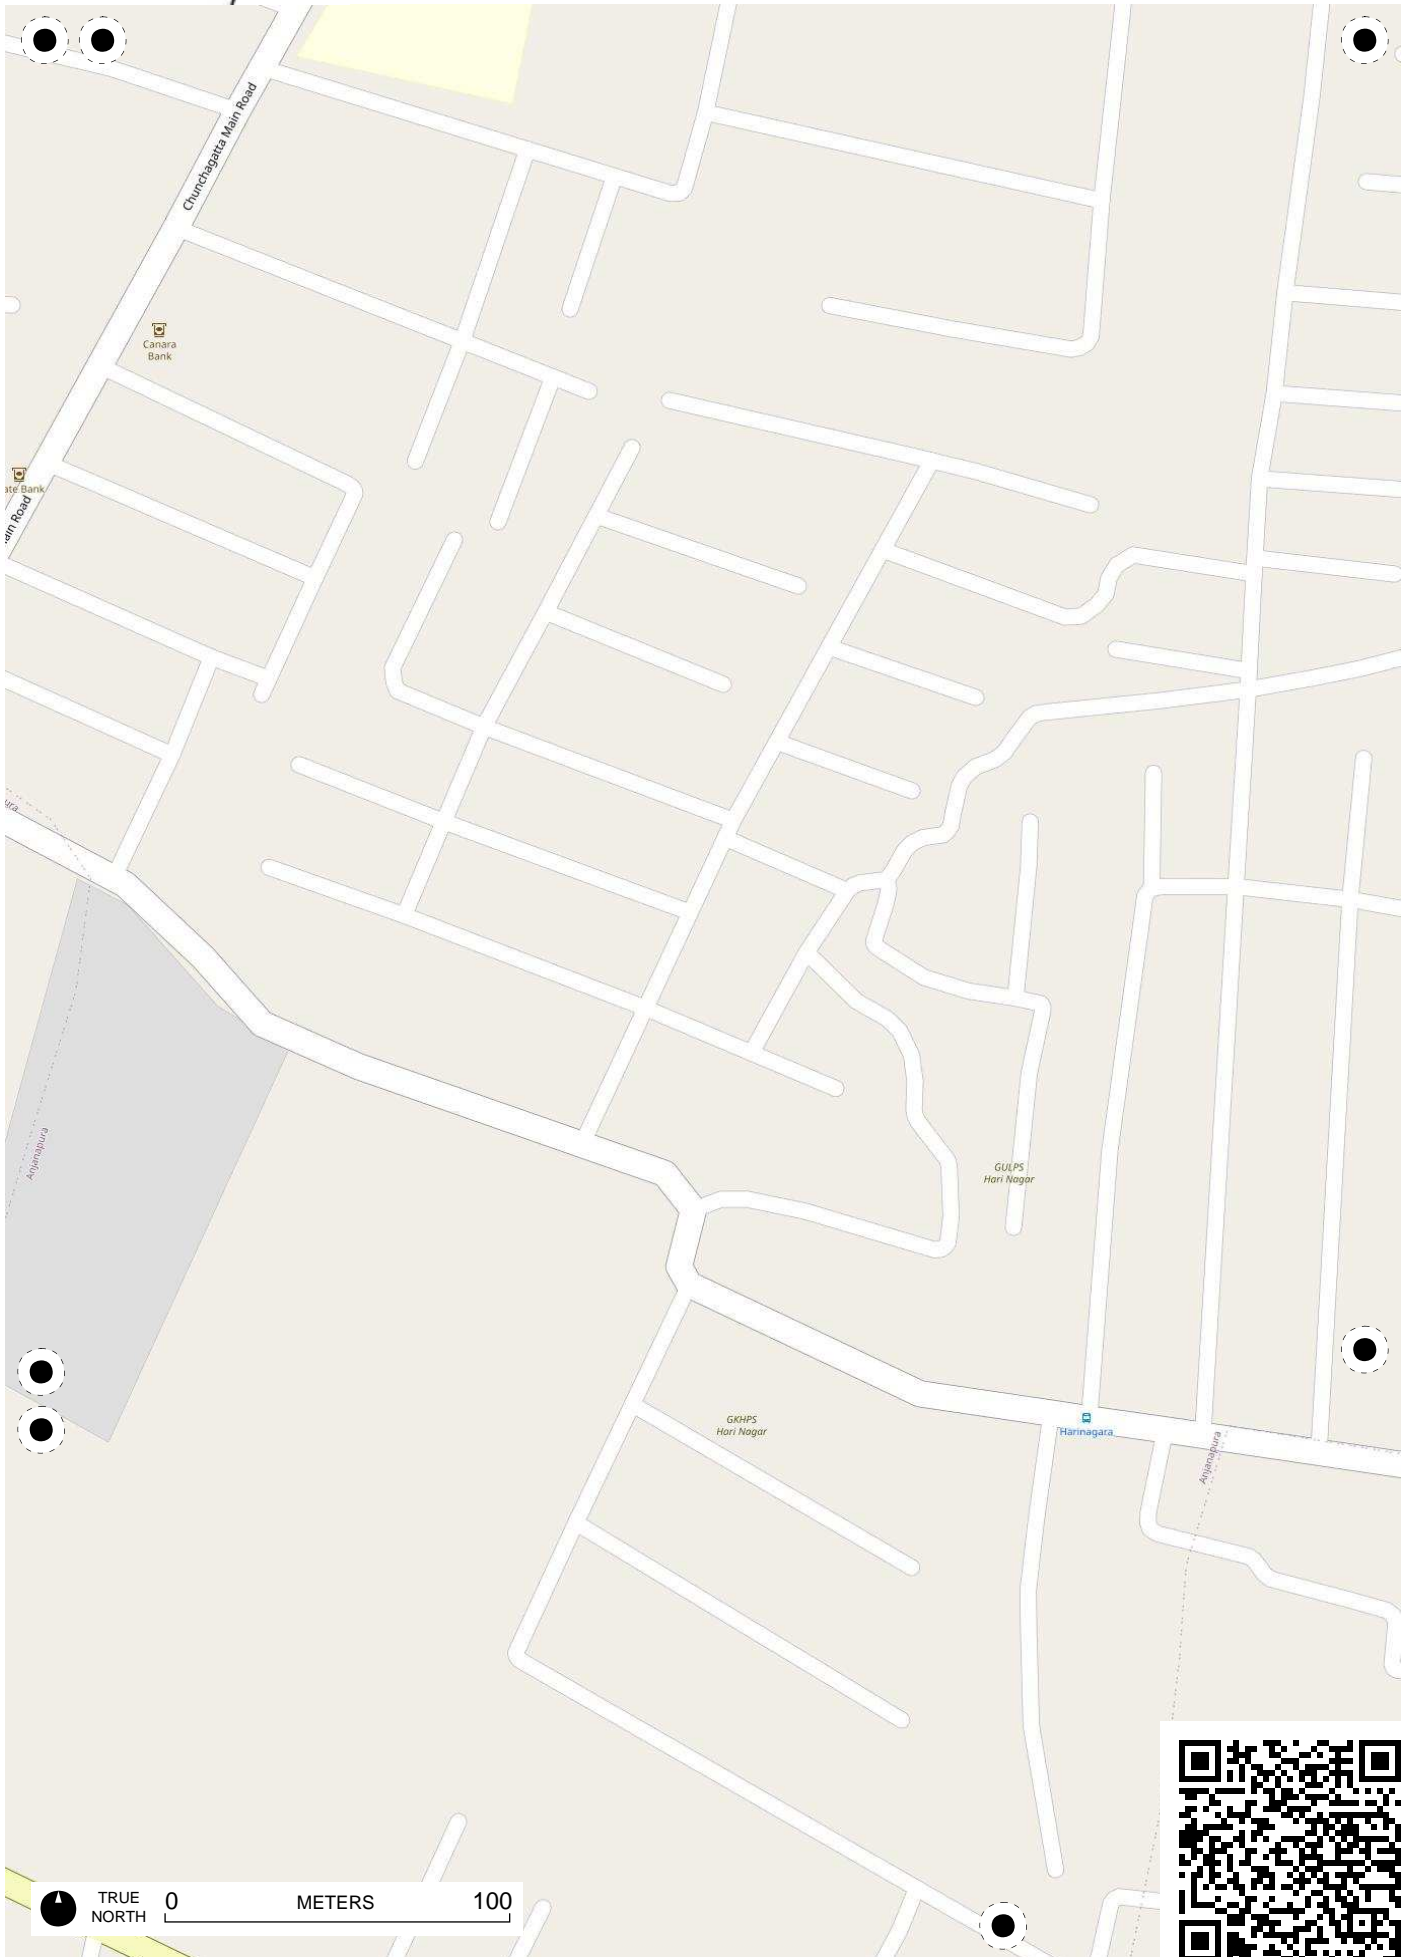 Chunchagatta Main Road
Canara
Bank
ate Bank
ain Road
ura
Anjanapura
GULPS
Hari Nagar
GKHPS
Hari Nagar
Harinagara
Anjanapura
TRUE
NORTH
0 METERS 100